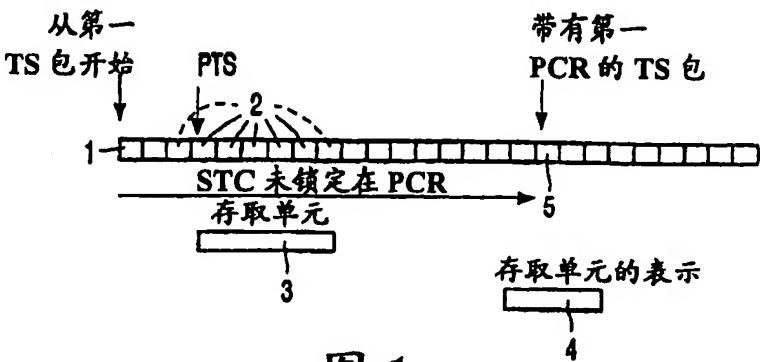 从第一
TS 包开始
PTS
带有第一
PCR 的 TS 包
2
1
STC 未锁定在 PCR
5
存取单元
3
存取单元的表示
4